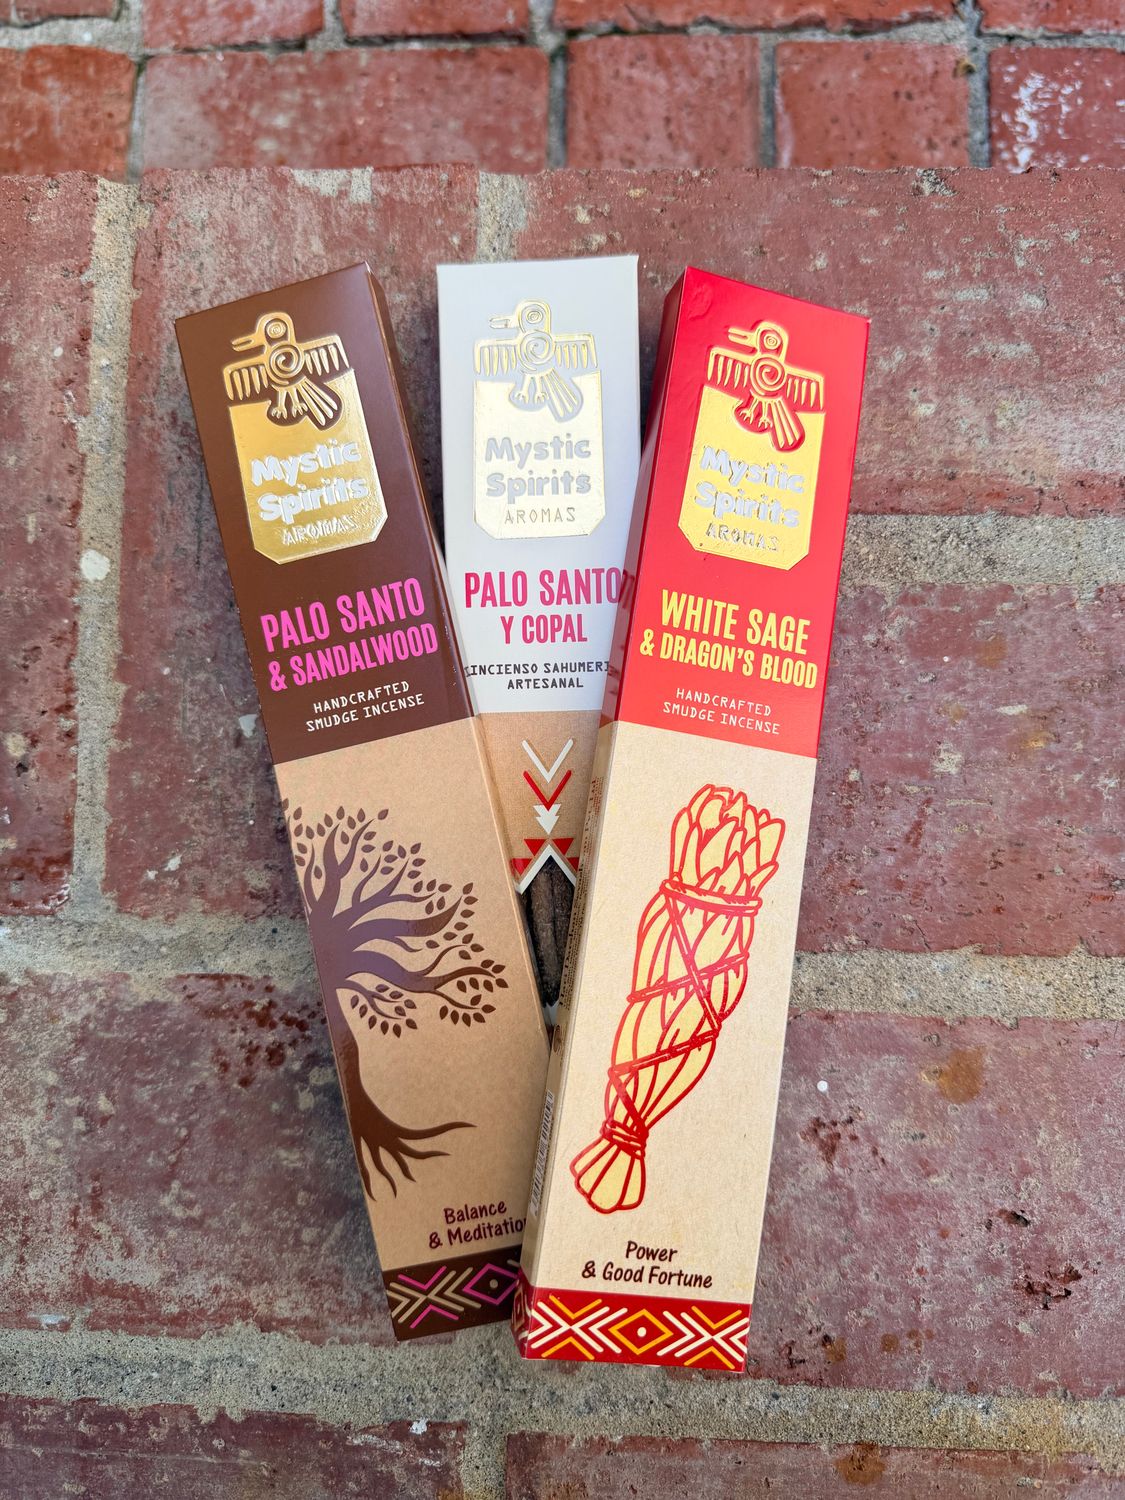 Mystic
Spirits
AROMAS
PALO SANTO
& SANDALWOOD
HANDCRAFTED
SMUDGE INCENSE
Balance
& Meditation
Mystic
Spirits
AROMAS
PALO SANTO
Y COPAL
INCIENSO
ARTESANAL
Mystic
Spirits
AROMAS
WHITE SAGE
& DRAGON'S BLOOD
HANDCRAFTED
SMUDGE INCENSE
Power
& Good Fortune